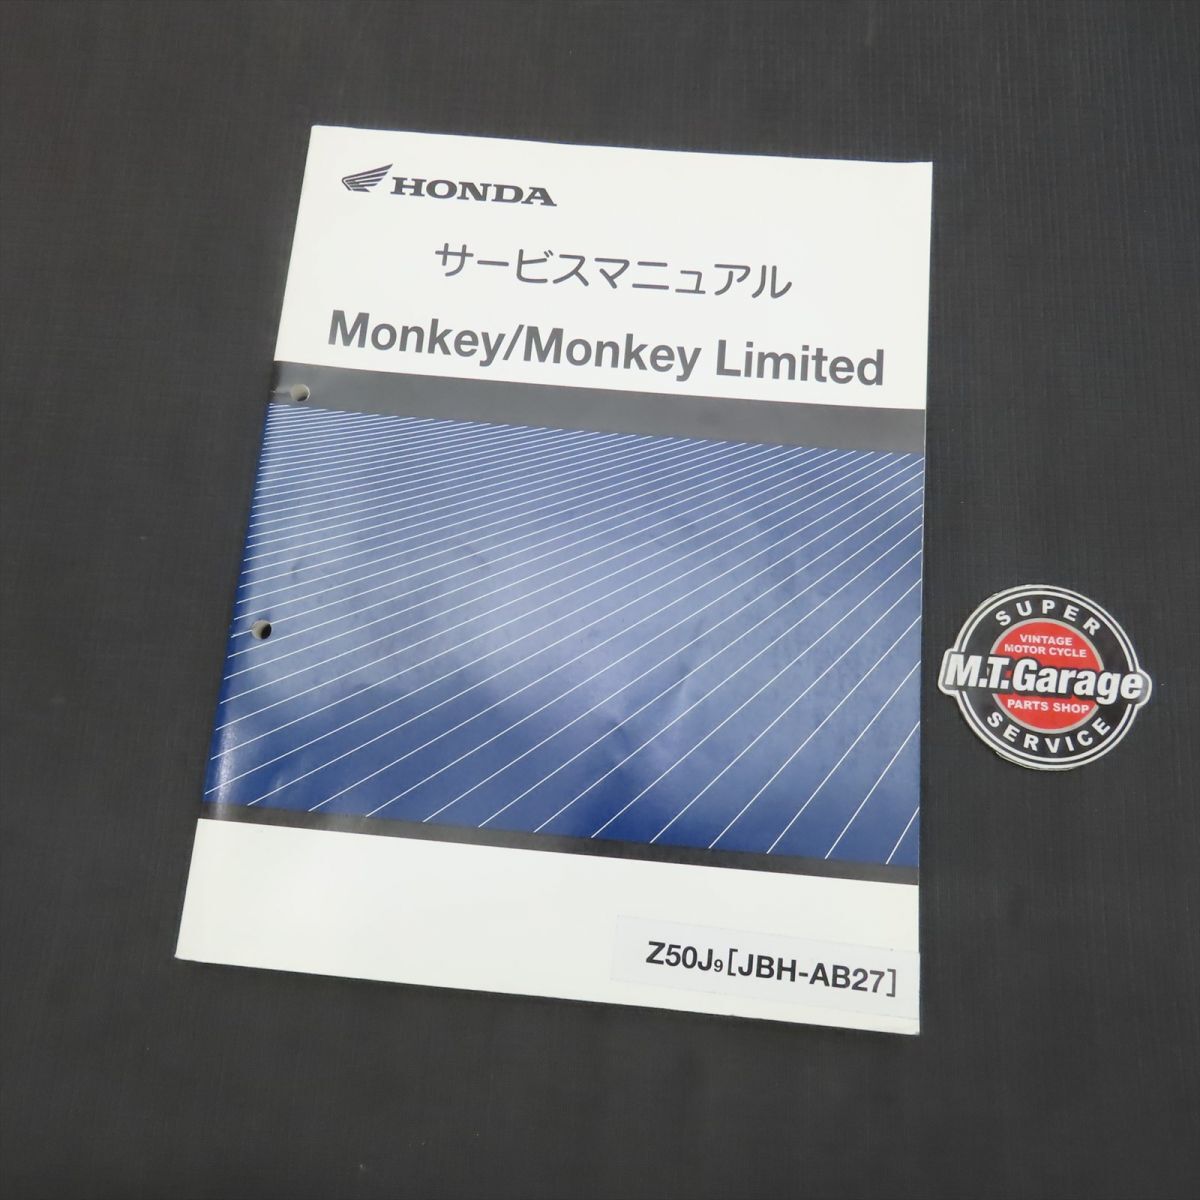 HONDA
サービスマニュアル
Monkey/Monkey Limited
Z50J9[JBH-AB27]
SUPER
VINTAGE
MOTOR CYCLE
M.T.Garage
PARTS SHOP
SERVICE